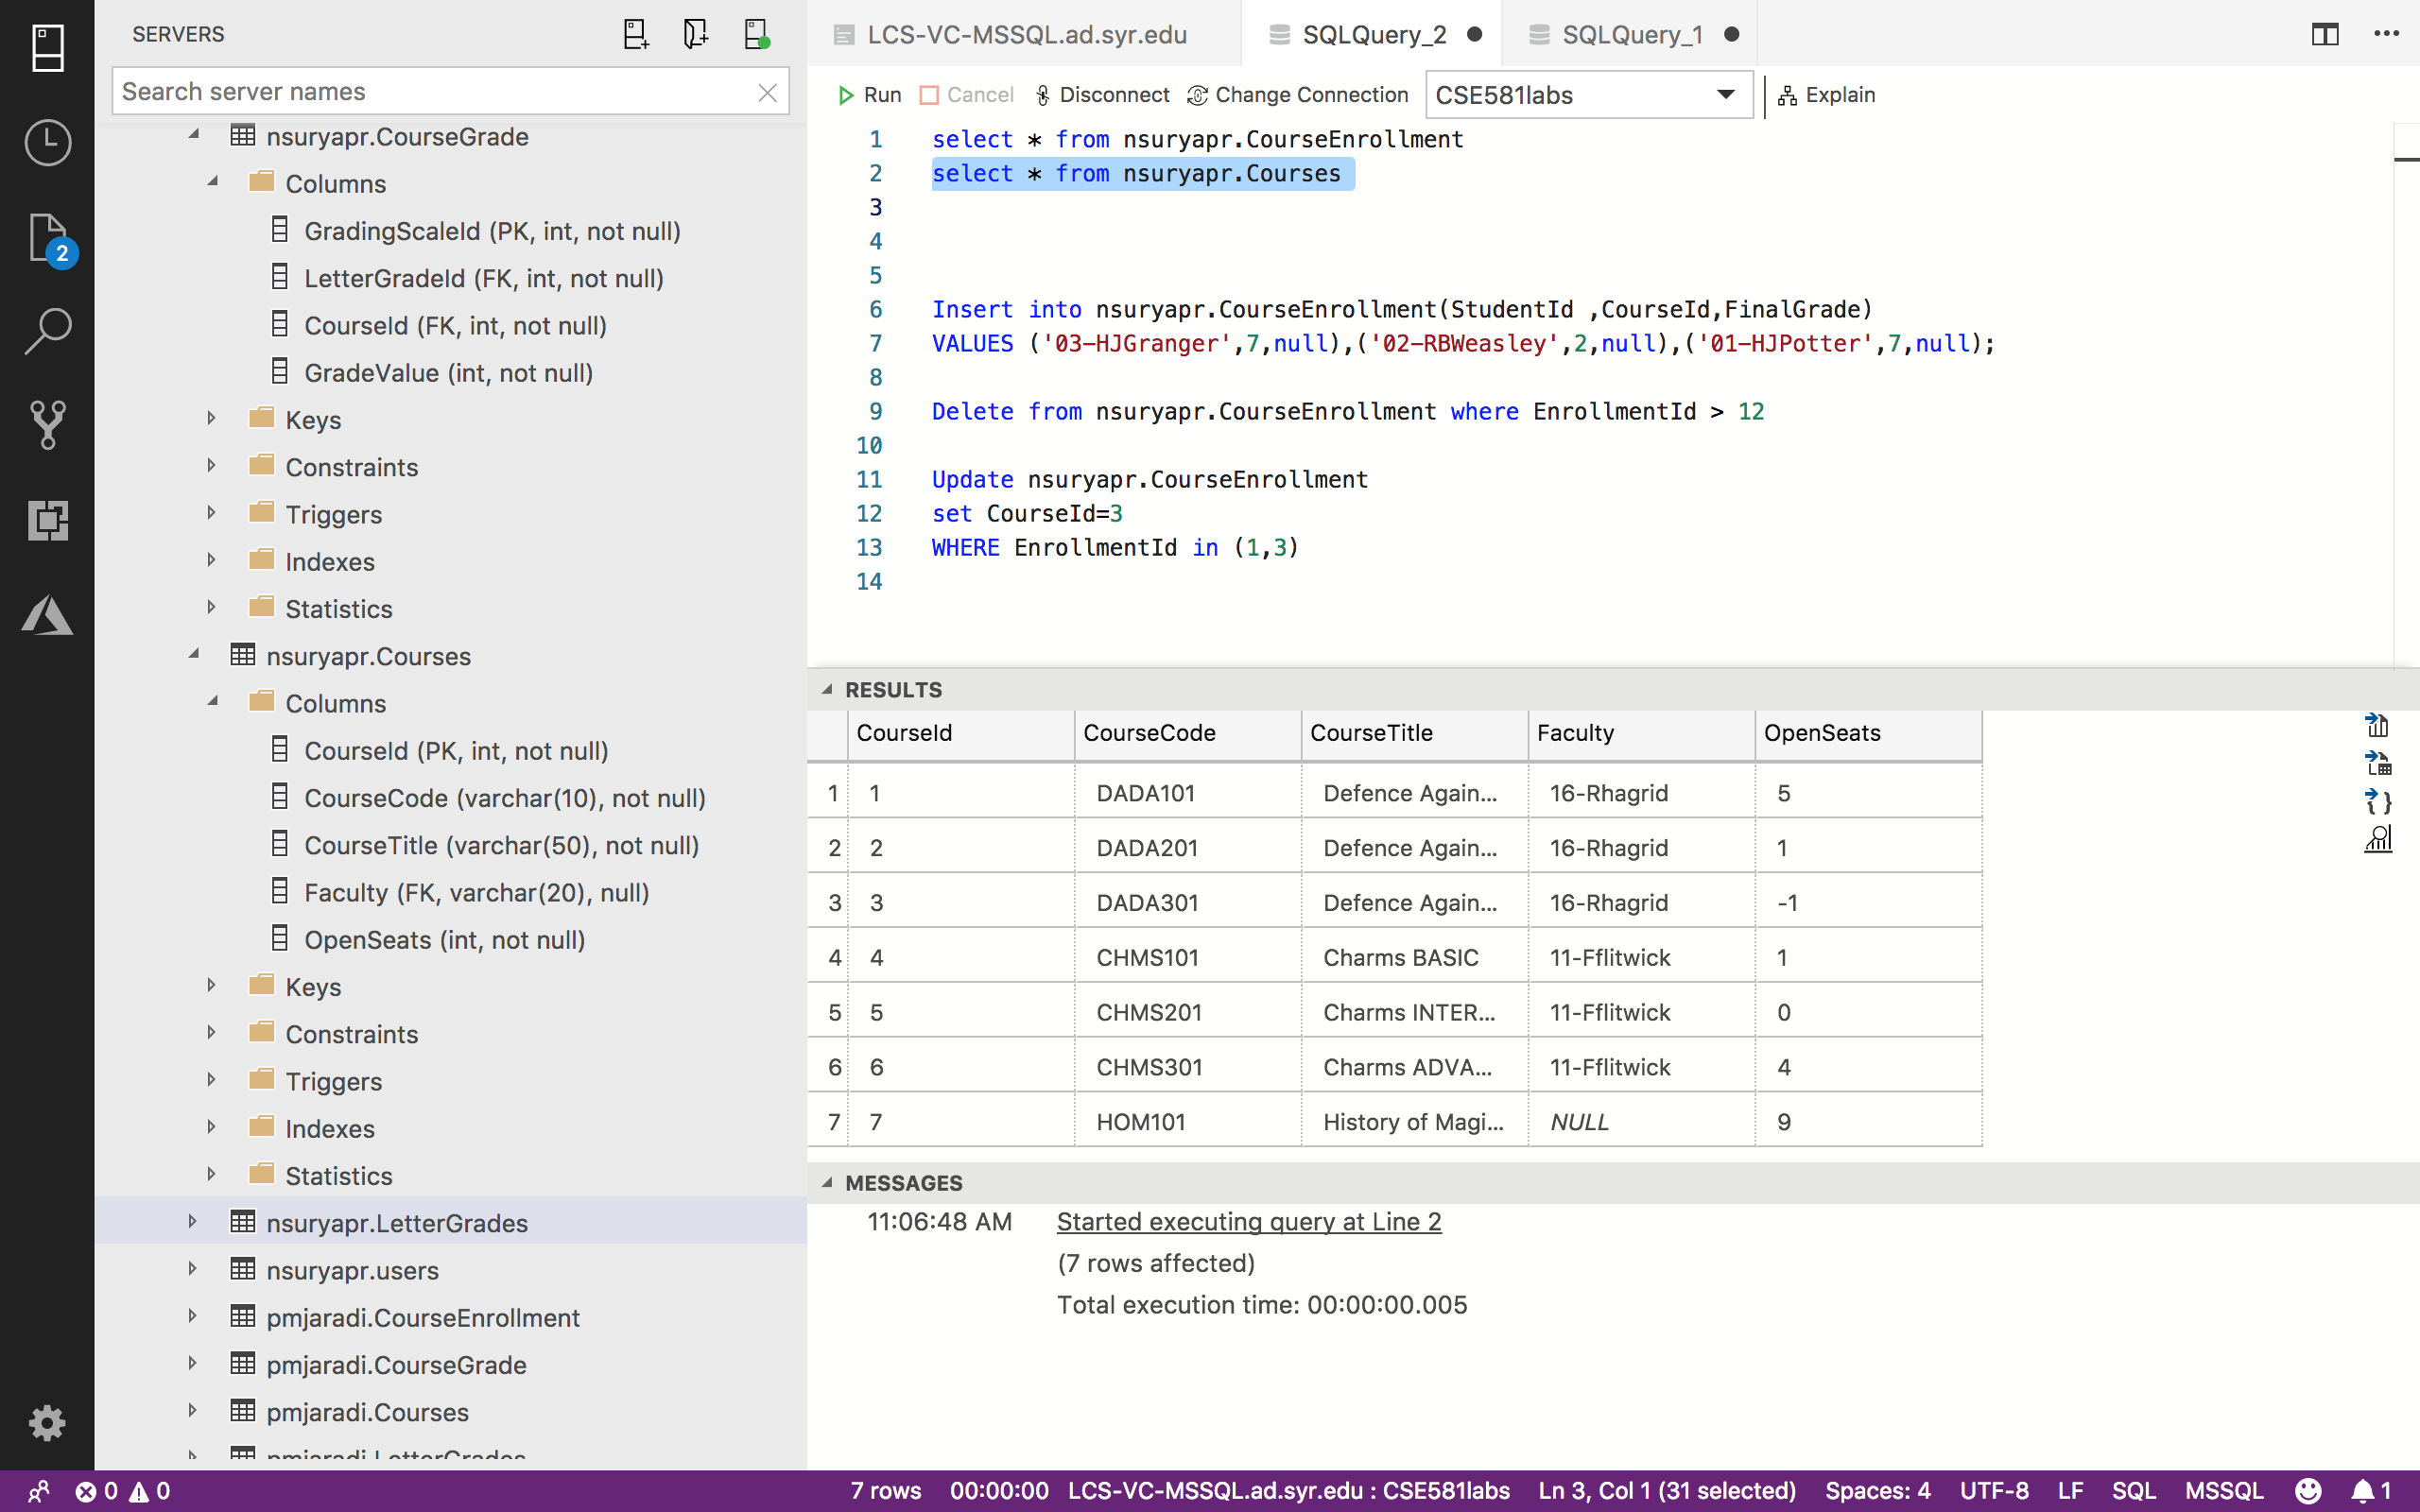 SERVERS
Search server names
nsuryapr.CourseGrade
Columns
GradingScaleId (PK, int, not null)
LetterGradeId (FK, int, not null)
CourseId (FK, int, not null)
GradeValue (int, not null)
Keys
Constraints
Triggers
Indexes
Statistics
nsuryapr.Courses
Columns
CourseId (PK, int, not null)
CourseCode (varchar(10), not null)
CourseTitle (varchar(50), not null)
Faculty (FK, varchar(20), null)
OpenSeats (int, not null)
Keys
Constraints
Triggers
Indexes
Statistics
nsuryapr.LetterGrades
nsuryapr.users
pmjaradi.CourseEnrollment
pmjaradi.CourseGrade
pmjaradi.Courses
pmjaradi.LetterGrades
2
LCS-VC-MSSQL.ad.syr.edu SQLQuery_2 SQLQuery_1
Run Cancel Disconnect Change Connection CSE581labs Explain
1 select * from nsuryapr.CourseEnrollment
2 select * from nsuryapr.Courses
3
4
5
6 Insert into nsuryapr.CourseEnrollment(StudentId ,CourseId,FinalGrade)
7 VALUES ('03-HJGranger',7,null),('02-RBWeasley',2,null),('01-HJPotter',7,null);
8
9 Delete from nsuryapr.CourseEnrollment where EnrollmentId > 12
10
11 Update nsuryapr.CourseEnrollment
12 set CourseId=3
13 WHERE EnrollmentId in (1,3)
14
RESULTS
CourseId CourseCode CourseTitle Faculty OpenSeats
1 1 DADA101 Defence Again... 16-Rhagrid 5
2 2 DADA201 Defence Again... 16-Rhagrid 1
3 3 DADA301 Defence Again... 16-Rhagrid -1
4 4 CHMS101 Charms BASIC 11-Fflitwick 1
5 5 CHMS201 Charms INTER... 11-Fflitwick 0
6 6 CHMS301 Charms ADVA... 11-Fflitwick 4
7 7 HOM101 History of Magi... NULL 9
MESSAGES
11:06:48 AM Started executing query at Line 2
(7 rows affected)
Total execution time: 00:00:00.005
0 0 7 rows 00:00:00 LCS-VC-MSSQL.ad.syr.edu : CSE581labs Ln 3, Col 1 (31 selected) Spaces: 4 UTF-8 LF SQL MSSQL 1